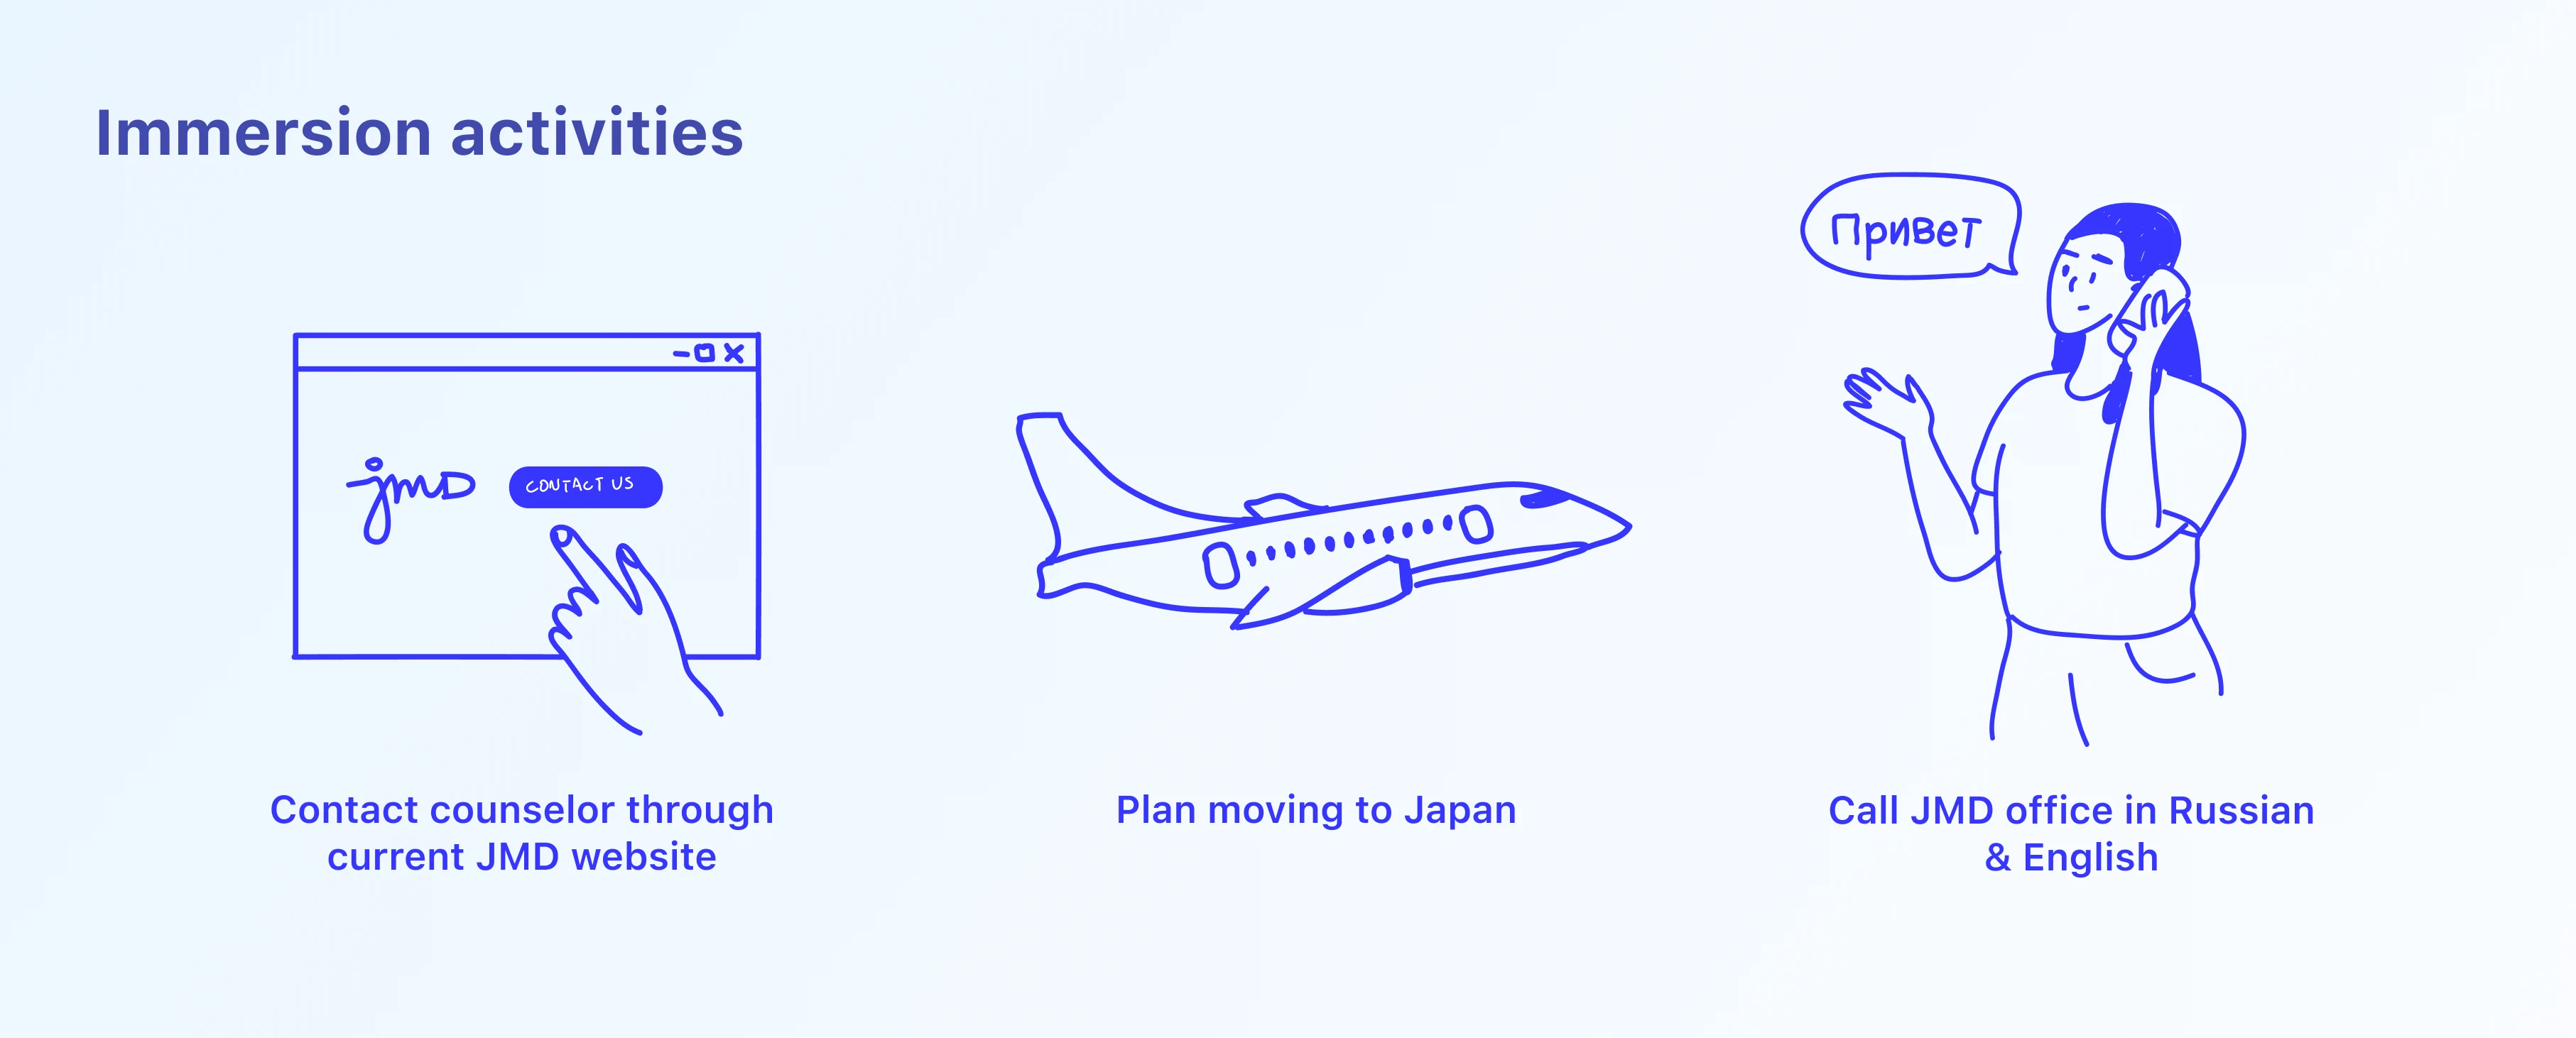 Immersion activities
Привет
jmD
CONTACT US
Contact counselor through
current JMD website
Plan moving to Japan
Call JMD office in Russian
& English